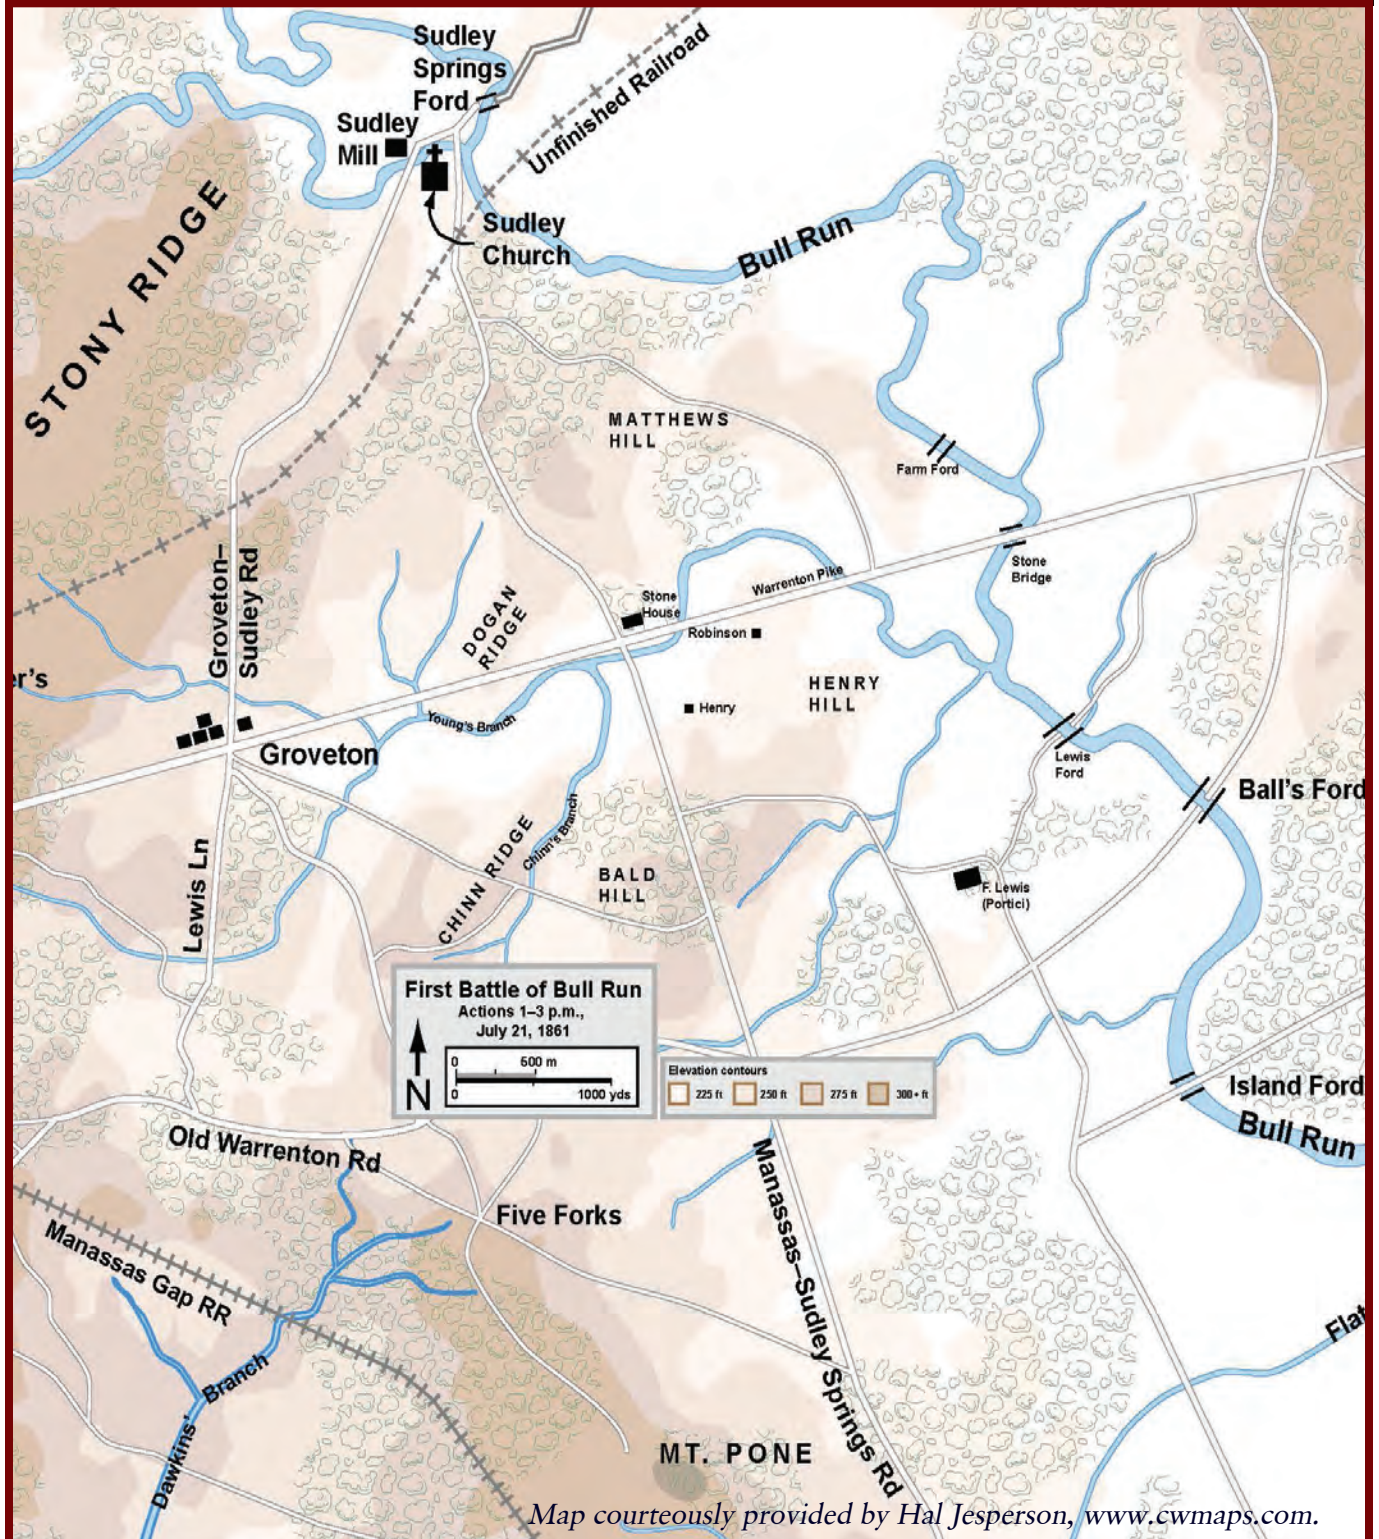 Sudley
Springs
Ford
Unfinished Railroad
Sudley
Mill
Sudley
Church
Bull Run
STONY RIDGE
MATTHEWS
HILL
Farm Ford
Stone
Bridge
Groveton–
Sudley Rd
DOGAN
RIDGE
Stone
House
Warrenton Pike
Robinson
er's
HENRY
HILL
Henry
Young's Branch
Groveton
Lewis
Ford
Ball's Ford
Chinn's Branch
CHINN RIDGE
Lewis Ln
BALD
HILL
F. Lewis
(Portici)
First Battle of Bull Run
Actions 1–3 p.m.,
July 21, 1861
0 600 m
0 1000 yds
N
Elevation contours
225 ft 250 ft 275 ft 300+ ft
Island Ford
Bull Run
Old Warrenton Rd
Manassas–Sudley Springs Rd
Five Forks
Manassas Gap RR
Flat
Dawkins' Branch
MT. PONE
Map courteously provided by Hal Jesperson, www.cwmaps.com.